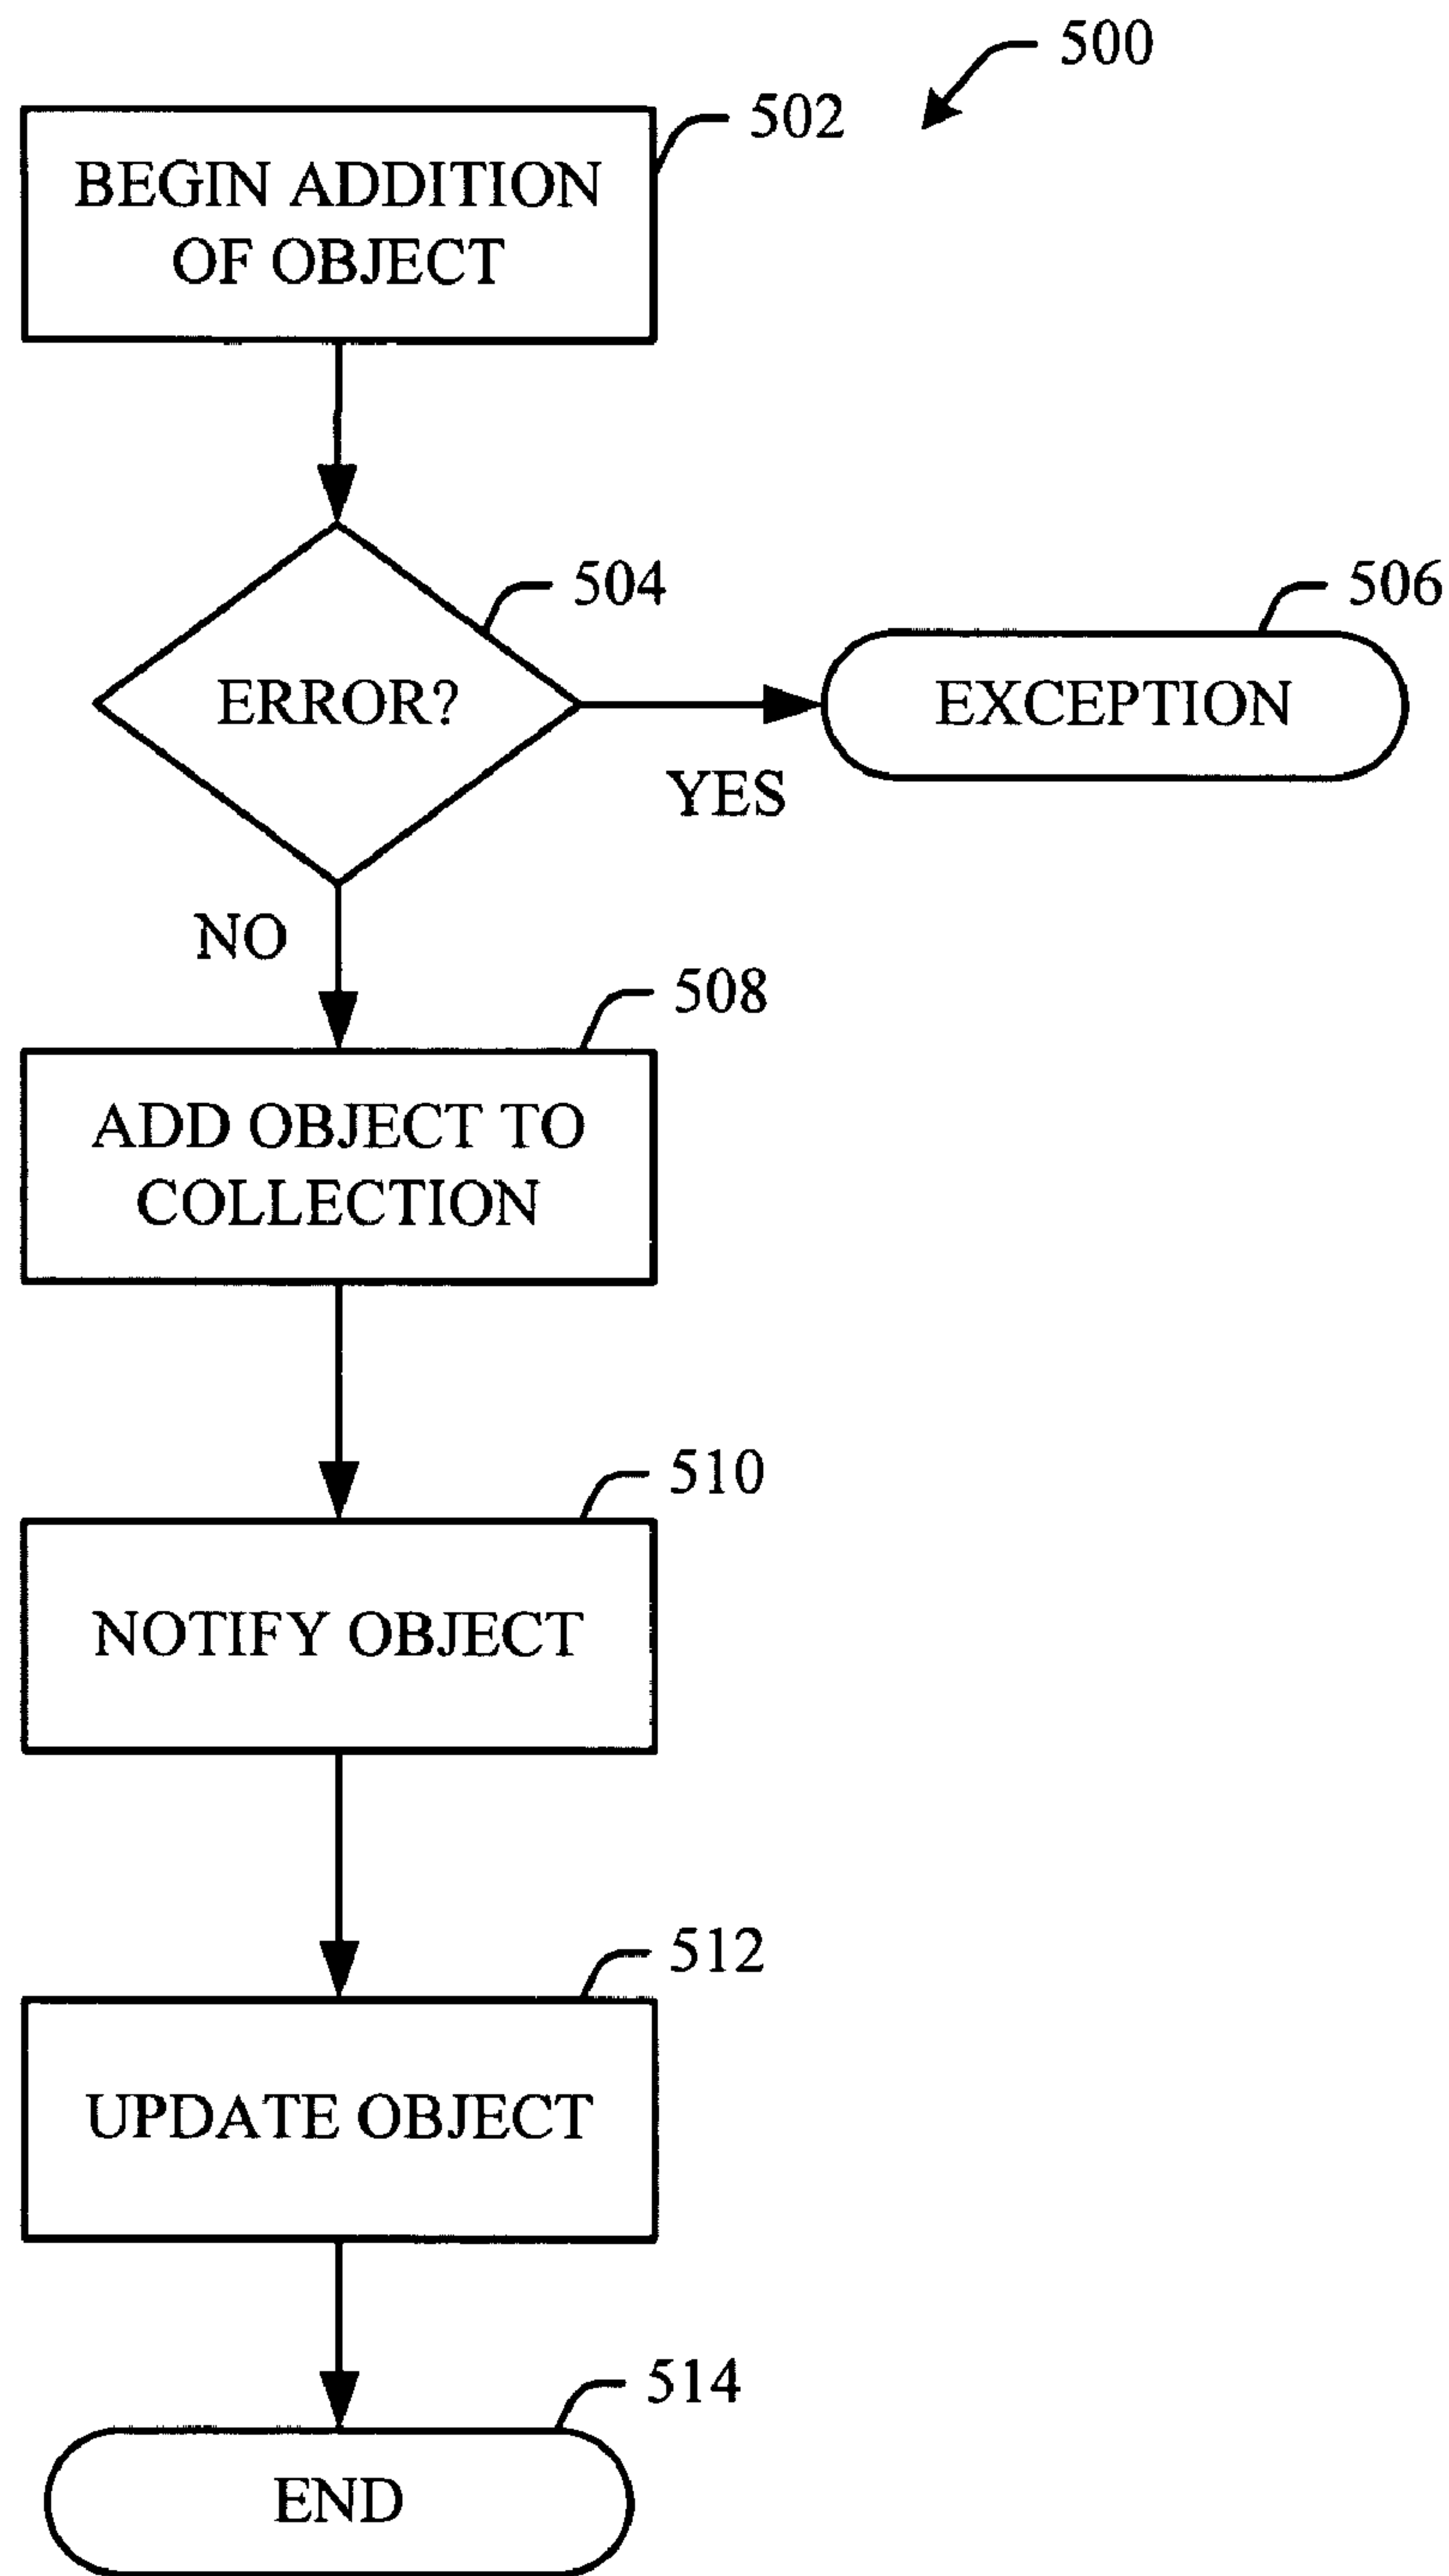 500
502
BEGIN ADDITION
OF OBJECT
504
506
ERROR?
EXCEPTION
YES
NO
508
ADD OBJECT TO
COLLECTION
510
NOTIFY OBJECT
512
UPDATE OBJECT
514
END